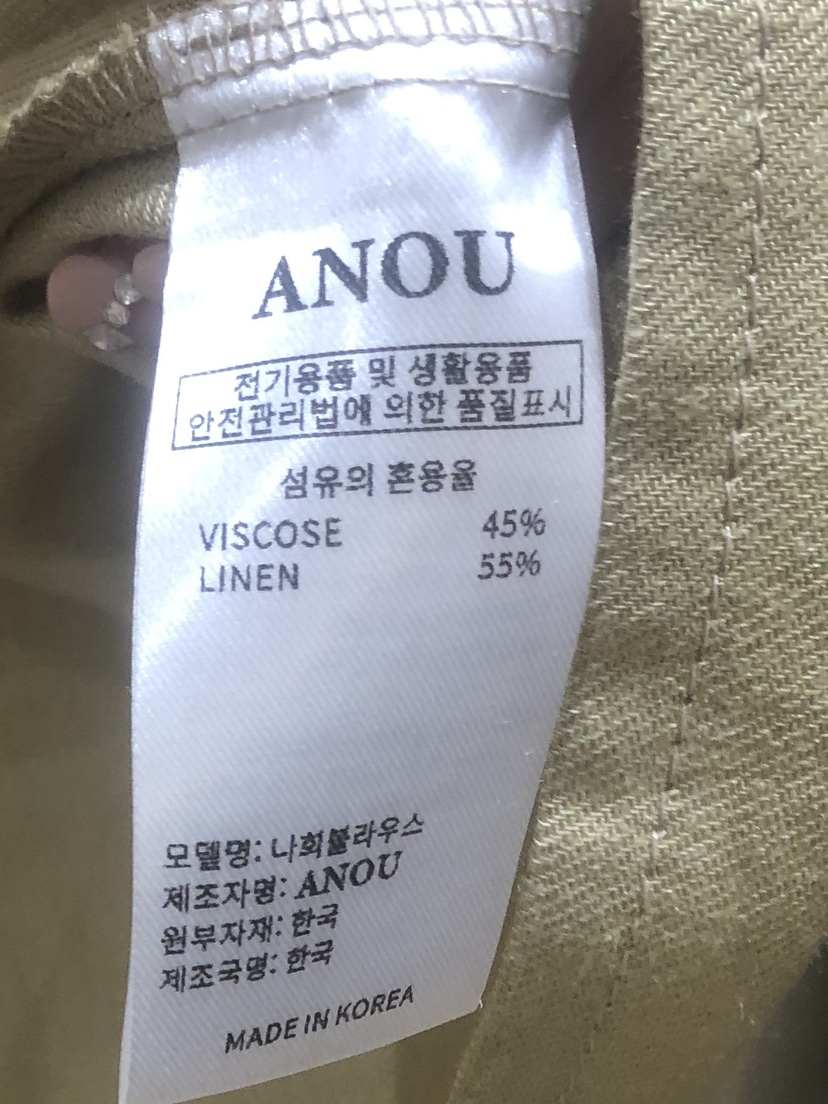 ANOU
전기용품 및 생활용품
안전관리법에 의한 품질표시
섬유의 혼용율
VISCOSE 45%
LINEN 55%
모델명: 나희블라우스
제조자명: ANOU
원부자재: 한국
제조국명: 한국
MADE IN KOREA